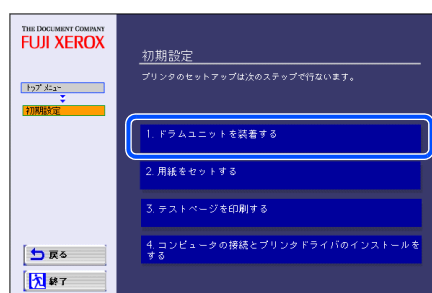 THE DOCUMENT COMPANY
FUJI XEROX
トップメニュー
初期設定
初期設定
プリンタのセットアップは次のステップで行ないます。
1. ドラムユニットを装着する
2. 用紙をセットする
3. テストページを印刷する
4. コンピュータの接続とプリンタドライバのインストールを
する
戻る
終了